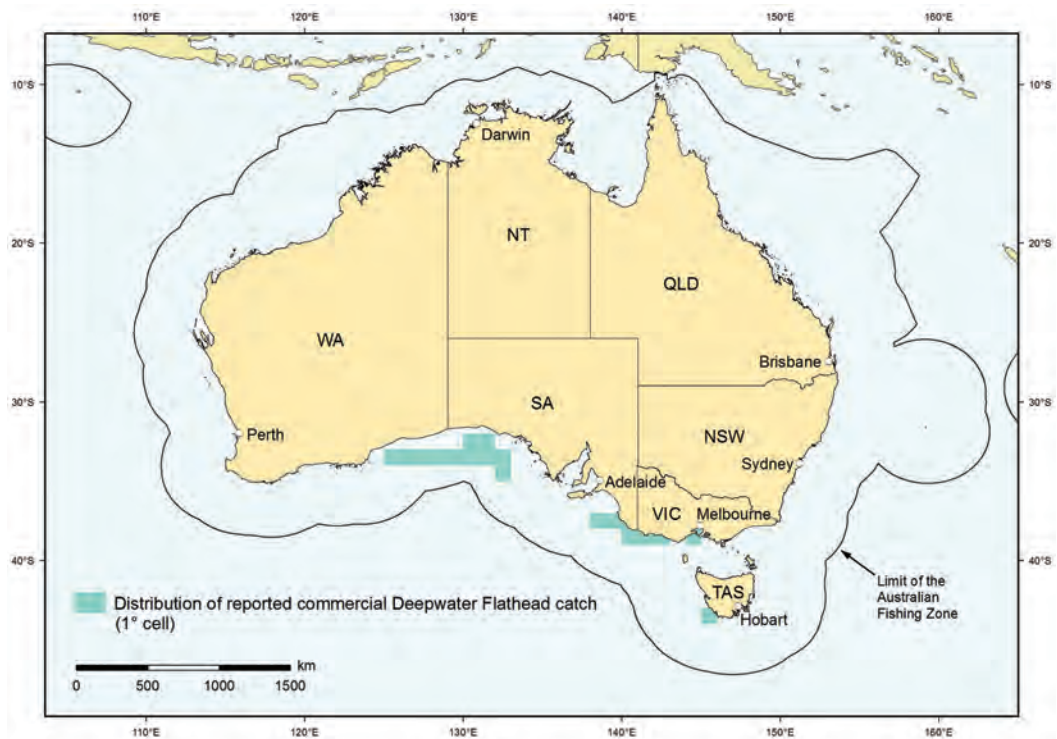 110°E 120°E 130°E 140°E 150°E 160°E
10°S 10°S
Darwin
20°S NT 20°S
QLD
WA
Brisbane
30°S SA 30°S
Perth NSW
Sydney
Adelaide
VIC Melbourne
40°S 40°S
TAS
Hobart
Limit of the
Australian
Fishing Zone
Distribution of reported commercial Deepwater Flathead catch
(1° cell)
km
0 500 1000 1500
110°E 120°E 130°E 140°E 150°E 160°E